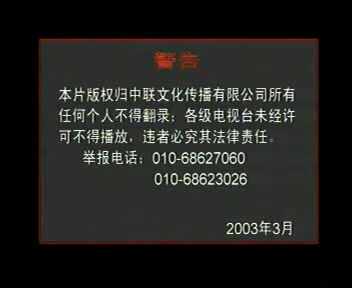 警告
本片版权归中联文化传播有限公司所有
任何个人不得翻录；各级电视台未经许
可不得播放，违者必究其法律责任。
举报电话：010-68627060
010-68623026
2003年3月